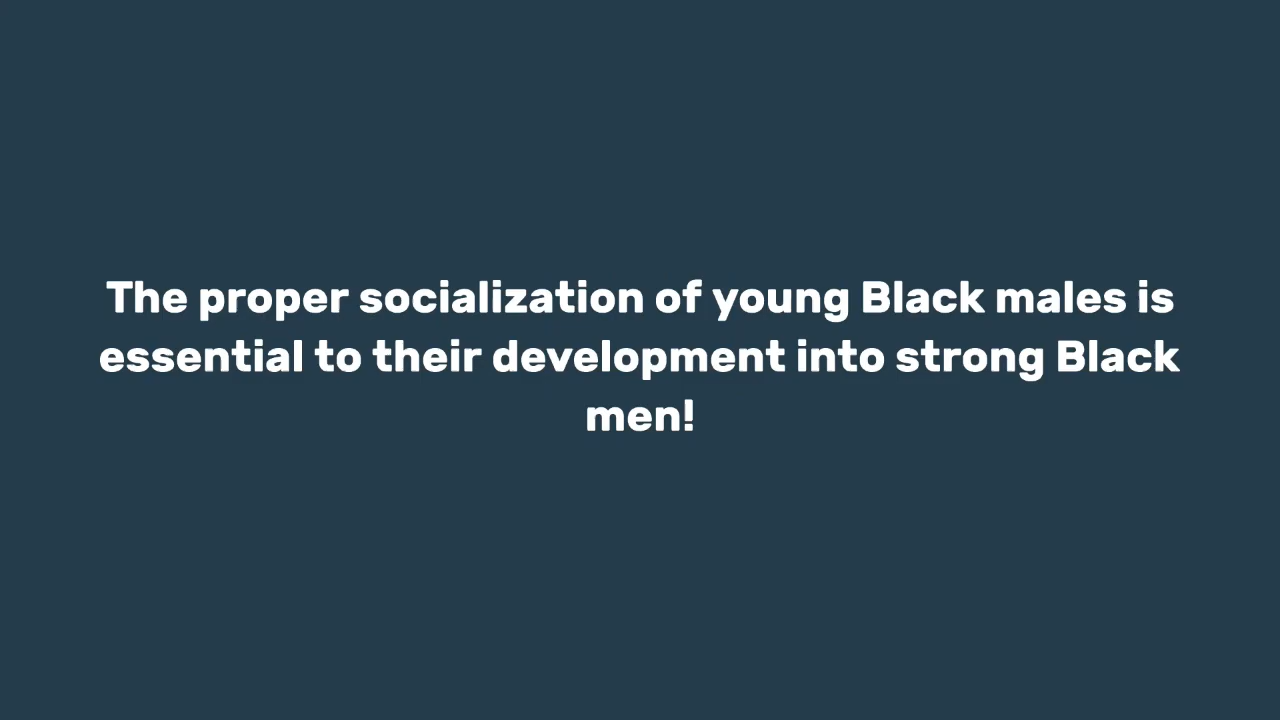 The proper socialization of young Black males is
essential to their development into strong Black
men!